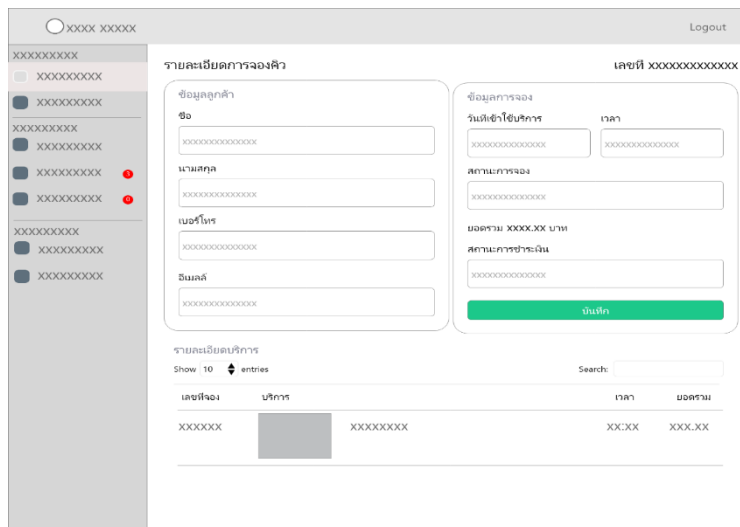 xxxx xxxxx
Logout
xxxxxxxxx
xxxxxxxxx
xxxxxxxxx
xxxxxxxxx
xxxxxxxxx
xxxxxxxxx
3
xxxxxxxxx
0
xxxxxxxxx
xxxxxxxxx
xxxxxxxxx
รายละเอียดการจองคิว
เลขที่ xxxxxxxxxxxxx
ข้อมูลลูกค้า
ชื่อ
xxxxxxxxxxxxxx
นามสกุล
xxxxxxxxxxxxxx
เบอร์โทร
xxxxxxxxxxxxxx
อีเมลล์
xxxxxxxxxxxxxx
ข้อมูลการจอง
วันที่เข้าใช้บริการ เวลา
xxxxxxxxxxxxxx xxxxxxxxxxxxxx
สถานะการจอง
xxxxxxxxxxxxxx
ยอดรวม xxxx.xx บาท
สถานะการชำระเงิน
xxxxxxxxxxxxxx
บันทึก
รายละเอียดบริการ
Show 10 entries Search:
เลขที่จอง บริการ เวลา ยอดรวม
xxxxxx xxxxxxxx xx:xx xxx.xx